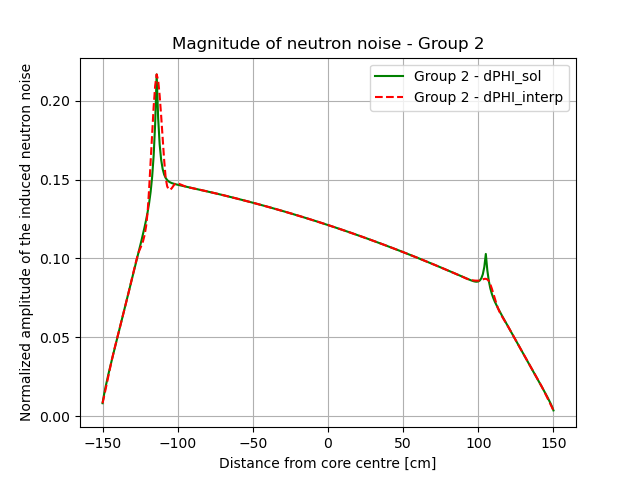 Magnitude of neutron noise - Group 2
Normalized amplitude of the induced neutron noise
0.20
0.15
0.10
0.05
0.00
Group 2 - dPHI_sol
Group 2 - dPHI_interp
−150
−100
−50
0
50
100
150
Distance from core centre [cm]